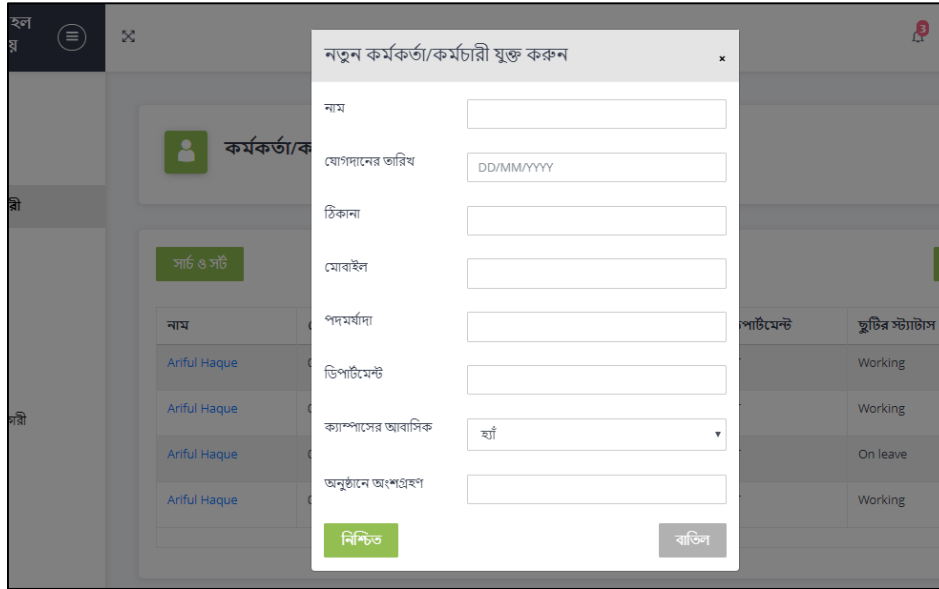 হল
য়
3
নতুন কর্মকর্তা/কর্মচারী যুক্ত করুন
x
নাম
কর্মকর্তা/ক
যোগদানের তারিখ
DD/MM/YYYY
রী
ঠিকানা
সার্চ ও সর্ট
মোবাইল
নাম
পদমর্যাদা
পার্টমেন্ট
ছুটির স্ট্যাটাস
Ariful Haque
Working
ডিপার্টমেন্ট
Ariful Haque
Working
ারী
ক্যাম্পাসের আবাসিক
হ্যাঁ
Ariful Haque
On leave
অনুষ্ঠানে অংশগ্রহণ
Ariful Haque
Working
নিশ্চিত
বাতিল